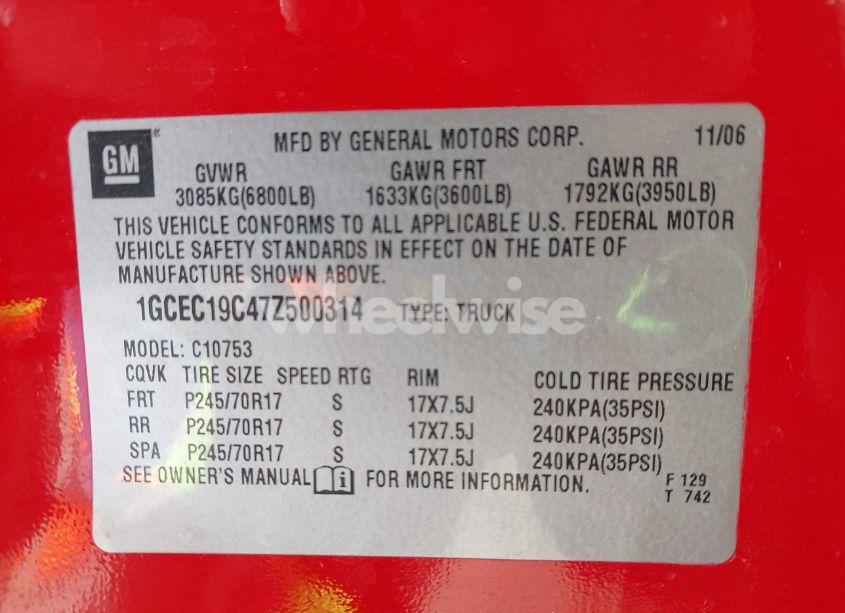 GM ®
MFD BY GENERAL MOTORS CORP. 11/06
GVWR GAWR FRT GAWR RR
3085KG(6800LB) 1633KG(3600LB) 1792KG(3950LB)
THIS VEHICLE CONFORMS TO ALL APPLICABLE U.S. FEDERAL MOTOR
VEHICLE SAFETY STANDARDS IN EFFECT ON THE DATE OF
MANUFACTURE SHOWN ABOVE.
1GCEC19C47Z500314 TYPE: TRUCK
wheelwise
MODEL: C10753
CQVK TIRE SIZE SPEED RTG RIM COLD TIRE PRESSURE
FRT P245/70R17 S 17X7.5J 240KPA(35PSI)
RR P245/70R17 S 17X7.5J 240KPA(35PSI)
SPA P245/70R17 S 17X7.5J 240KPA(35PSI)
SEE OWNER'S MANUAL i FOR MORE INFORMATION. F 129
T 742